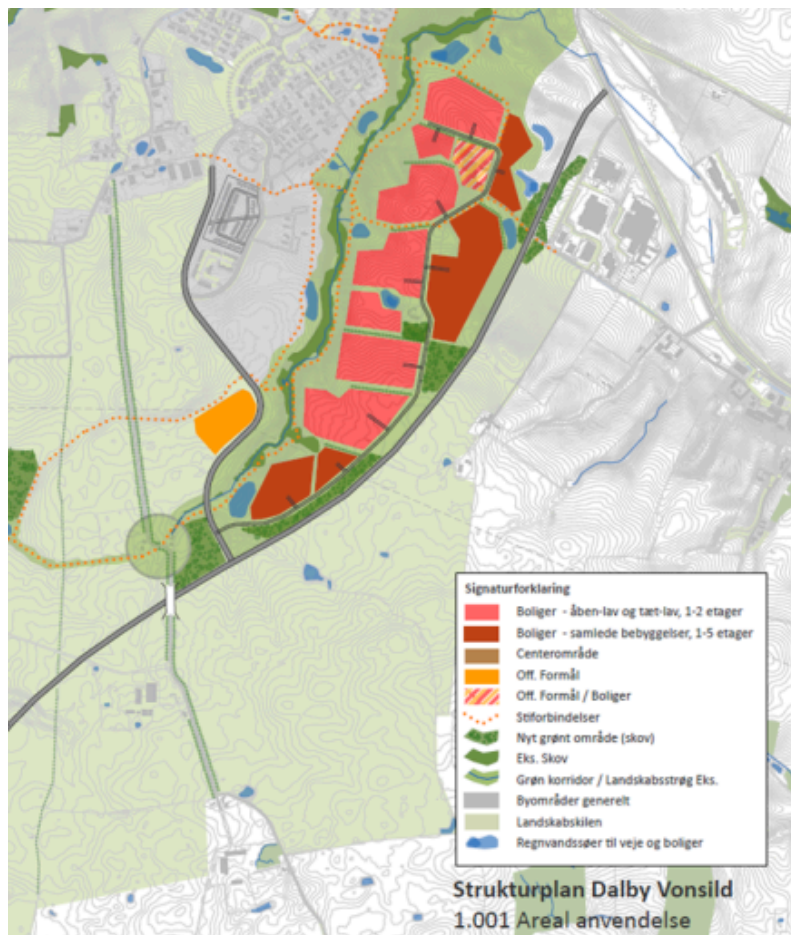 Signaturforklaring
Boliger - åben-lav og tæt-lav, 1-2 etager
Boliger - samlede bebyggelser, 1-5 etager
Centerområde
Off. Formål
Off. Formål / Boliger
Stiforbindelser
Nyt grønt område (skov)
Eks. Skov
Grøn korridor / Landskabsstrøg Eks.
Byområder generelt
Landskabskilen
Regnvandssøer til veje og boliger
Strukturplan Dalby Vonsild
1.001 Areal anvendelse